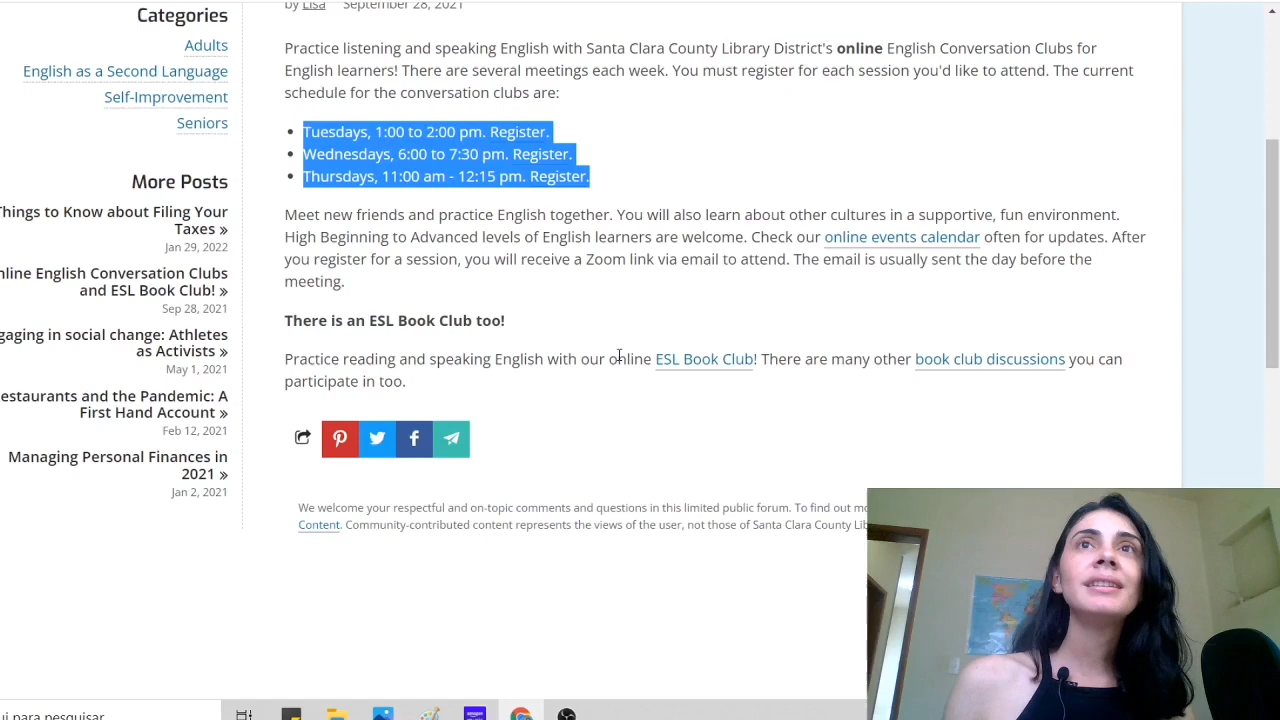 Categories
Adults
English as a Second Language
Self-Improvement
Seniors
More Posts
Things to Know about Filing Your
Taxes »
Jan 29, 2022
nline English Conversation Clubs
and ESL Book Club! »
Sep 28, 2021
gaging in social change: Athletes
as Activists »
May 1, 2021
estaurants and the Pandemic: A
First Hand Account »
Feb 12, 2021
Managing Personal Finances in
2021 »
Jan 2, 2021
by Lisa September 28, 2021
Practice listening and speaking English with Santa Clara County Library District's online English Conversation Clubs for
English learners! There are several meetings each week. You must register for each session you'd like to attend. The current
schedule for the conversation clubs are:
• Tuesdays, 1:00 to 2:00 pm. Register.
• Wednesdays, 6:00 to 7:30 pm. Register.
• Thursdays, 11:00 am - 12:15 pm. Register.
Meet new friends and practice English together. You will also learn about other cultures in a supportive, fun environment.
High Beginning to Advanced levels of English learners are welcome. Check our online events calendar often for updates. After
you register for a session, you will receive a Zoom link via email to attend. The email is usually sent the day before the
meeting.
There is an ESL Book Club too!
Practice reading and speaking English with our online ESL Book Club! There are many other book club discussions you can
participate in too.
We welcome your respectful and on-topic comments and questions in this limited public forum. To find out mo
Content. Community-contributed content represents the views of the user, not those of Santa Clara County Lib
ui para pesquisar